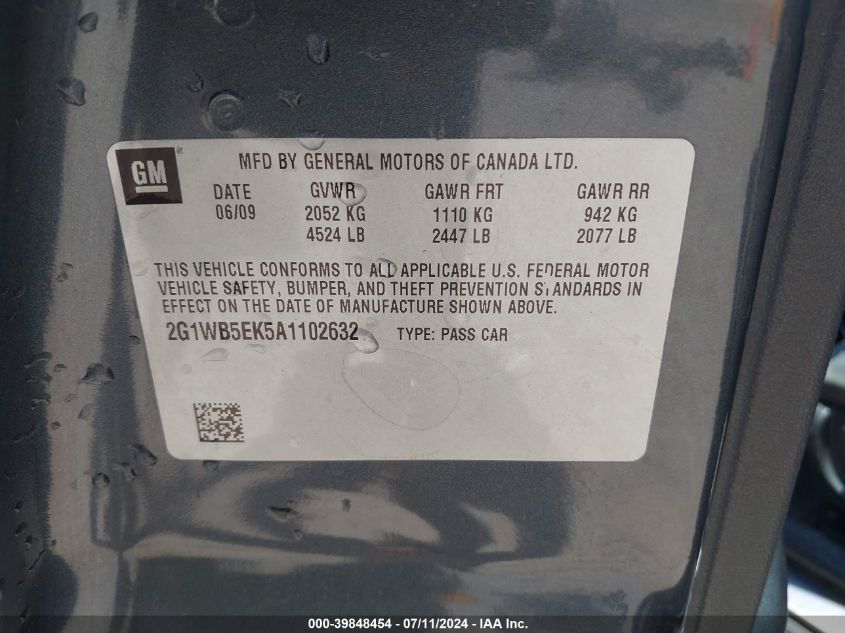 GM
MFD BY GENERAL MOTORS OF CANADA LTD.
DATE GVWR GAWR FRT GAWR RR
06/09 2052 KG 1110 KG 942 KG
4524 LB 2447 LB 2077 LB
THIS VEHICLE CONFORMS TO ALL APPLICABLE U.S. FEDERAL MOTOR
VEHICLE SAFETY, BUMPER, AND THEFT PREVENTION STANDARDS IN
EFFECT ON THE DATE OF MANUFACTURE SHOWN ABOVE.
2G1WB5EK5A1102632 TYPE: PASS CAR
000-39848454 - 07/11/2024 - IAA Inc.